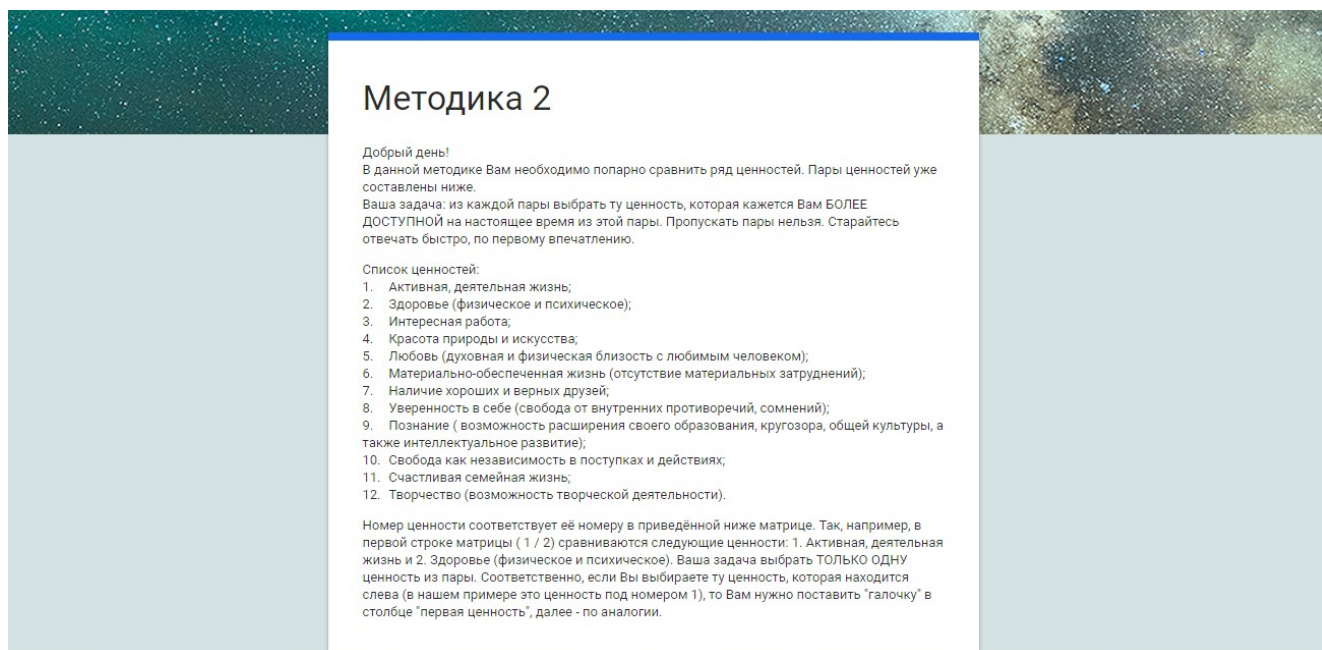 Методика 2
Добрый день!
В данной методике Вам необходимо попарно сравнить ряд ценностей. Пары ценностей уже
составлены ниже.
Ваша задача: из каждой пары выбрать ту ценность, которая кажется Вам БОЛЕЕ
ДОСТУПНОЙ на настоящее время из этой пары. Пропускать пары нельзя. Старайтесь
отвечать быстро, по первому впечатлению.
Список ценностей:
1. Активная, деятельная жизнь;
2. Здоровье (физическое и психическое);
3. Интересная работа;
4. Красота природы и искусства;
5. Любовь (духовная и физическая близость с любимым человеком);
6. Материально-обеспеченная жизнь (отсутствие материальных затруднений);
7. Наличие хороших и верных друзей;
8. Уверенность в себе (свобода от внутренних противоречий, сомнений);
9. Познание ( возможность расширения своего образования, кругозора, общей культуры, а
также интеллектуальное развитие);
10. Свобода как независимость в поступках и действиях;
11. Счастливая семейная жизнь;
12. Творчество (возможность творческой деятельности).
Номер ценности соответствует её номеру в приведённой ниже матрице. Так, например, в
первой строке матрицы ( 1 / 2) сравниваются следующие ценности: 1. Активная, деятельная
жизнь и 2. Здоровье (физическое и психическое). Ваша задача выбрать ТОЛЬКО ОДНУ
ценность из пары. Соответственно, если Вы выбираете ту ценность, которая находится
слева (в нашем примере это ценность под номером 1), то Вам нужно поставить "галочку" в
столбце "первая ценность", далее - по аналогии.